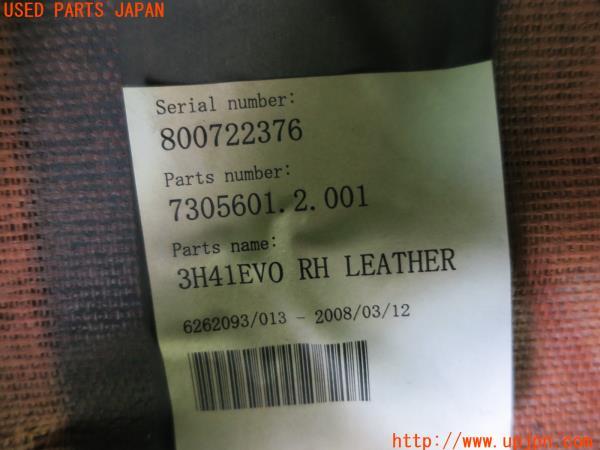 USED PARTS JAPAN
Serial number:
800722376
Parts number:
7305601.2.001
Parts name:
3H41EVO RH LEATHER
6262093/013 - 2008/03/12
http://www.upjon.com/